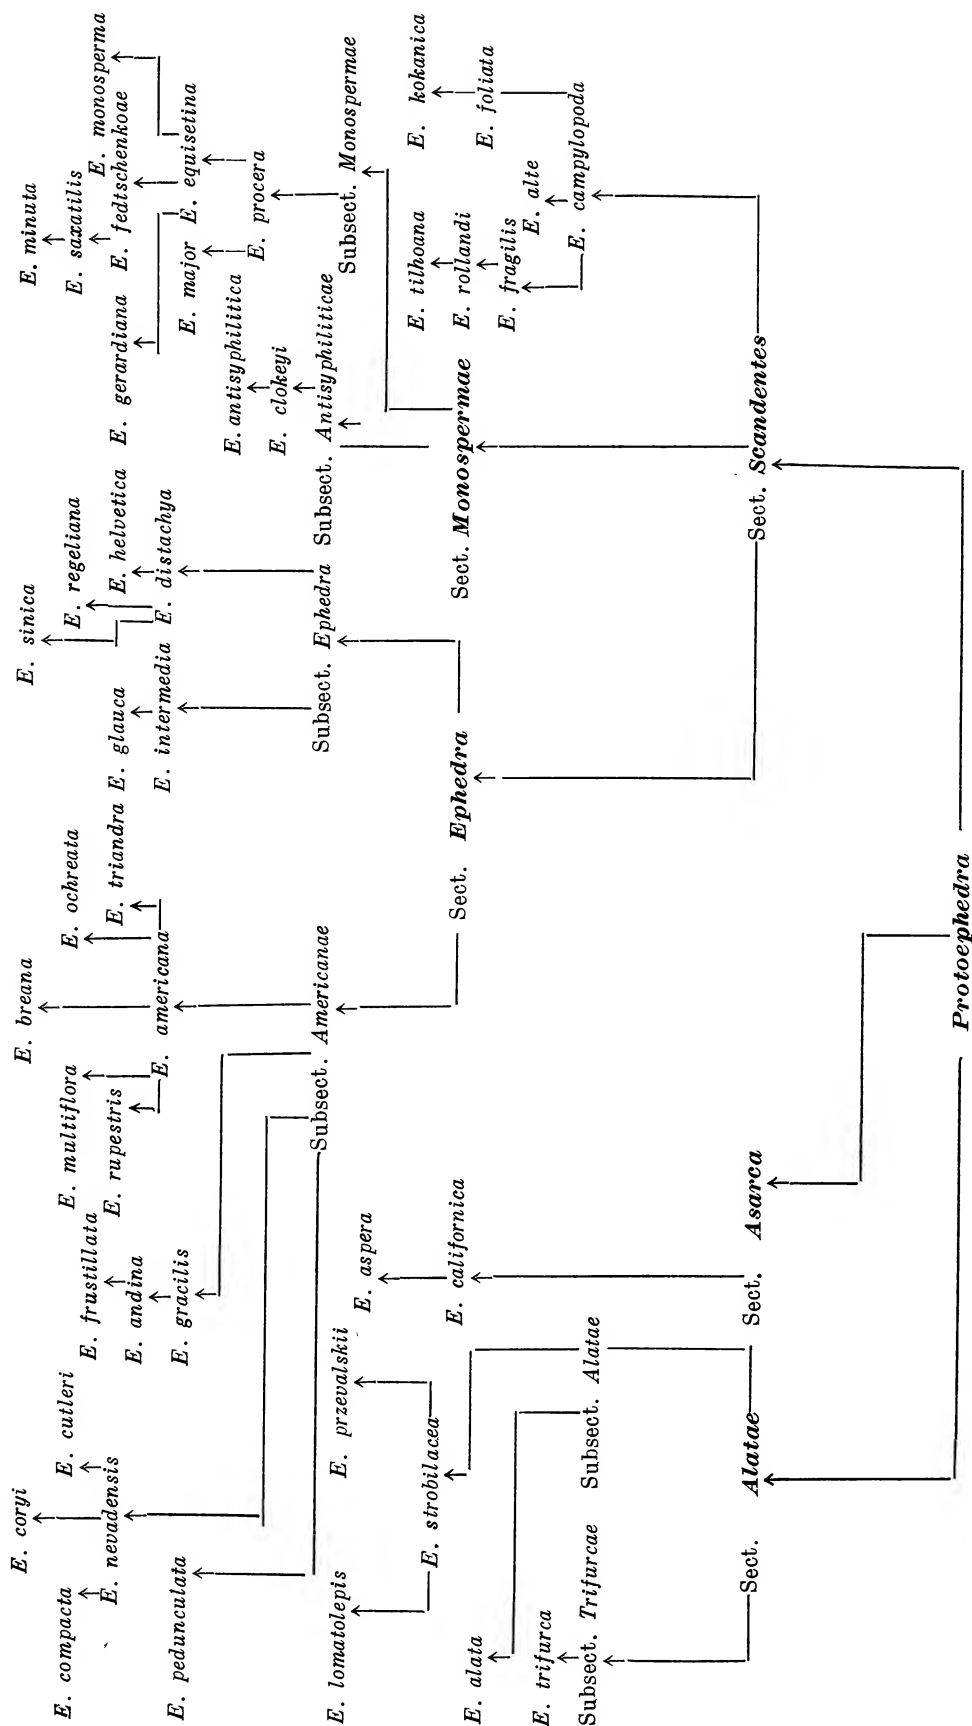 E. minuta
E. saxatilis
E. monosperma
E. fedtschenkoae
E. equisetina
E. gerardiana
E. major
E. procera
Subsect. Monospermae
E. antisyphilitica
E. clokeyi
Subsect. Antisyphiliticae
E. kokanica
E. foliata
E. tilhoana
E. rollandi
E. fragilis
E. alte
E. campylopoda
Sect. Monospermae
Sect. Scandentes
E. sinica
E. regeliana
E. helvetica
E. distachya
E. glauca
E. intermedia
Subsect. Ephedra
Sect. Ephedra
E. breana
E. ochreata
E. triandra
E. americana
E. multiflora
E. rupestris
Subsect. Americanae
E. frustillata
E. andina
E. gracilis
E. coryi
E. cutleri
E. compacta
E. nevadensis
E. pedunculata
E. aspera
E. californica
Sect. Asarca
E. przevalskii
E. lomatolepis
E. strobilacea
E. alata
Subsect. Alatae
E. trifurca
Subsect. Trifurcae
Sect. Alatae
Protoephedra